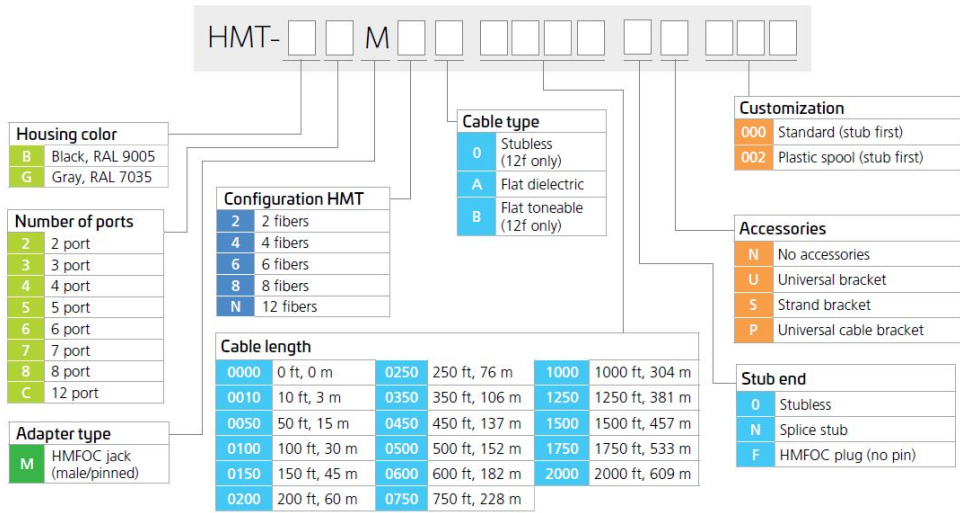 HMT- M
Housing color
B Black, RAL 9005
G Gray, RAL 7035
Number of ports
2 2 port
3 3 port
4 4 port
5 5 port
6 6 port
7 7 port
8 8 port
C 12 port
Adapter type
M HMFOC jack
(male/pinned)
Configuration HMT
2 2 fibers
4 4 fibers
6 6 fibers
8 8 fibers
N 12 fibers
Cable type
0 Stubless
(12f only)
A Flat dielectric
B Flat toneable
(12f only)
Cable length
0000 0 ft, 0 m 0250 250 ft, 76 m 1000 1000 ft, 304 m
0010 10 ft, 3 m 0350 350 ft, 106 m 1250 1250 ft, 381 m
0050 50 ft, 15 m 0450 450 ft, 137 m 1500 1500 ft, 457 m
0100 100 ft, 30 m 0500 500 ft, 152 m 1750 1750 ft, 533 m
0150 150 ft, 45 m 0600 600 ft, 182 m 2000 2000 ft, 609 m
0200 200 ft, 60 m 0750 750 ft, 228 m
Customization
000 Standard (stub first)
002 Plastic spool (stub first)
Accessories
N No accessories
U Universal bracket
S Strand bracket
P Universal cable bracket
Stub end
0 Stubless
N Splice stub
F HMFOC plug (no pin)